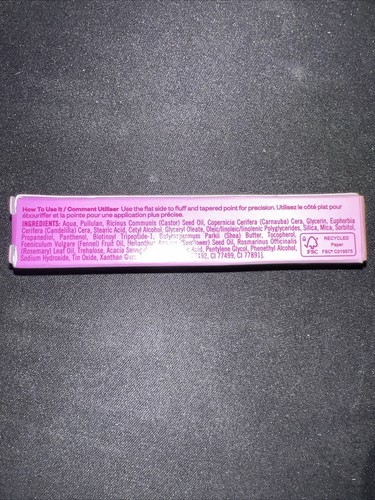 How To Use It / Comment Utiliser Use the flat side to fluff and tapered point for precision. Utilisez le côté plat pour
ébouriffer et la pointe pour une application plus précise.
INGREDIENTS: Aqua, Pullulan, Ricinus Communis (Castor) Seed Oil, Copernicia Cerifera (Carnauba) Cera, Glycerin, Euphorbia
Cerifera (Candelilla) Cera, Stearic Acid, Cetyl Alcohol, Glyceryl Oleate, Oleic/linoleic/linolenic Polyglycerides, Silica, Mica, Sorbitol,
Propanediol, Panthenol, Biotinoyl Tripeptide-1, Butyrospermum Parkii (Shea) Butter, Tocopherol,
Foeniculum Vulgare (Fennel) Fruit Oil, Helianthus (Sunflower) Seed Oil, Rosmarinus Officinalis
(Rosemary) Leaf Oil, Trehalose, Acacia Acid, Pentylene Glycol, Phenethyl Alcohol,
Sodium Hydroxide, Tin Oxide, Xanthan CI 77499, CI 77891].
FSC
RECYCLED
Paper